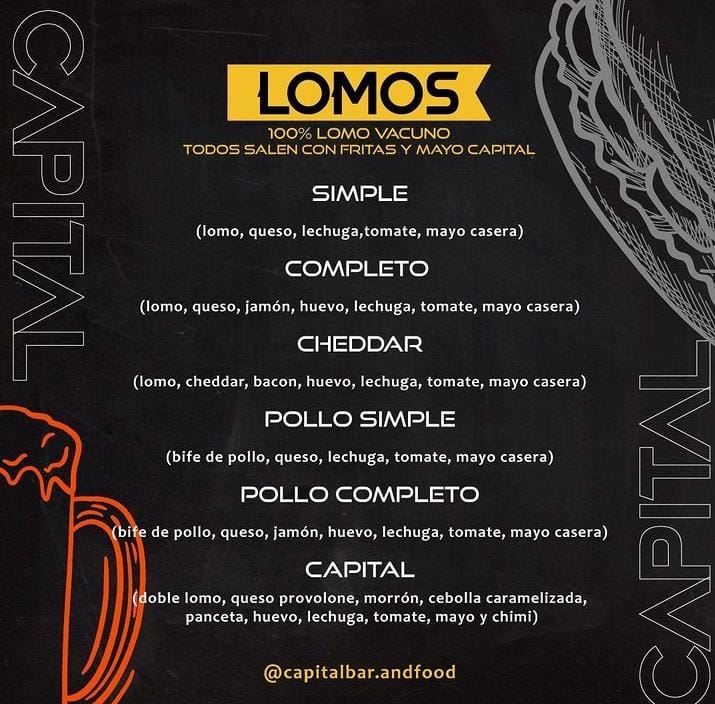 CAPITAL
LOMOS
100% LOMO VACUNO
TODOS SALEN CON FRITAS Y MAYO CAPITAL
SIMPLE
(lomo, queso, lechuga,tomate, mayo casera)
COMPLETO
(lomo, queso, jamón, huevo, lechuga, tomate, mayo casera)
CHEDDAR
(lomo, cheddar, bacon, huevo, lechuga, tomate, mayo casera)
POLLO SIMPLE
(bife de pollo, queso, lechuga, tomate, mayo casera)
POLLO COMPLETO
(bife de pollo, queso, jamón, huevo, lechuga, tomate, mayo casera)
CAPITAL
(doble lomo, queso provolone, morrón, cebolla caramelizada,
panceta, huevo, lechuga, tomate, mayo y chimi)
@capitalbar.andfood
CAPITAL